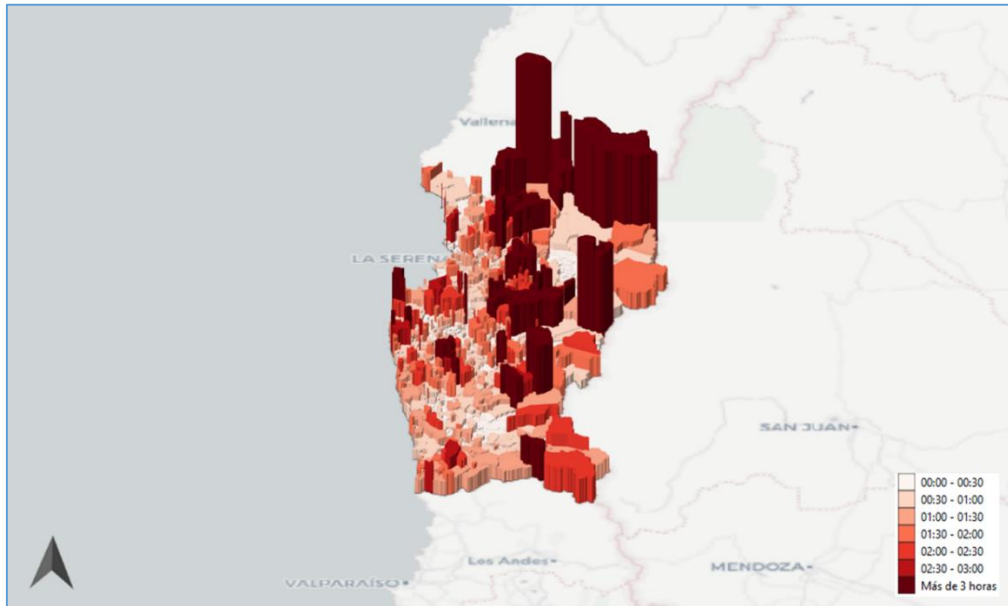 Vallena
LA SERENA
SAN JUÁN
00:00 - 00:30
00:30 - 01:00
01:00 - 01:30
01:30 - 02:00
02:00 - 02:30
02:30 - 03:00
Más de 3 horas
Los Andes
VALPARAÍSO
MENDOZA